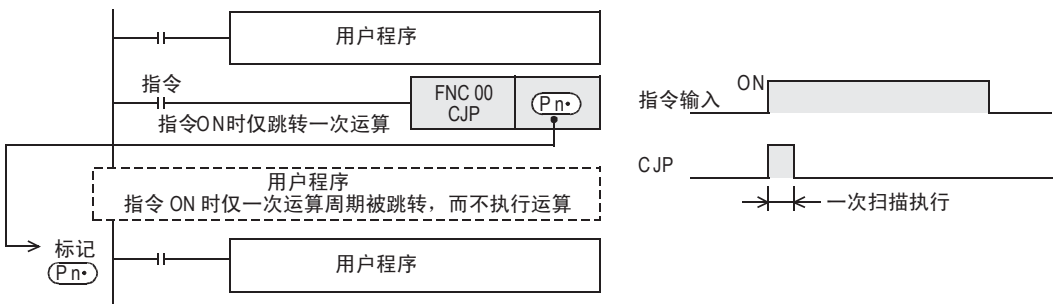 用户程序
指令
FNC 00
CJP
Pn•
指令ON时仅跳转一次运算
用户程序
指令 ON 时仅一次运算周期被跳转，而不执行运算
标记
Pn•
用户程序
ON
指令输入
CJP
一次扫描执行